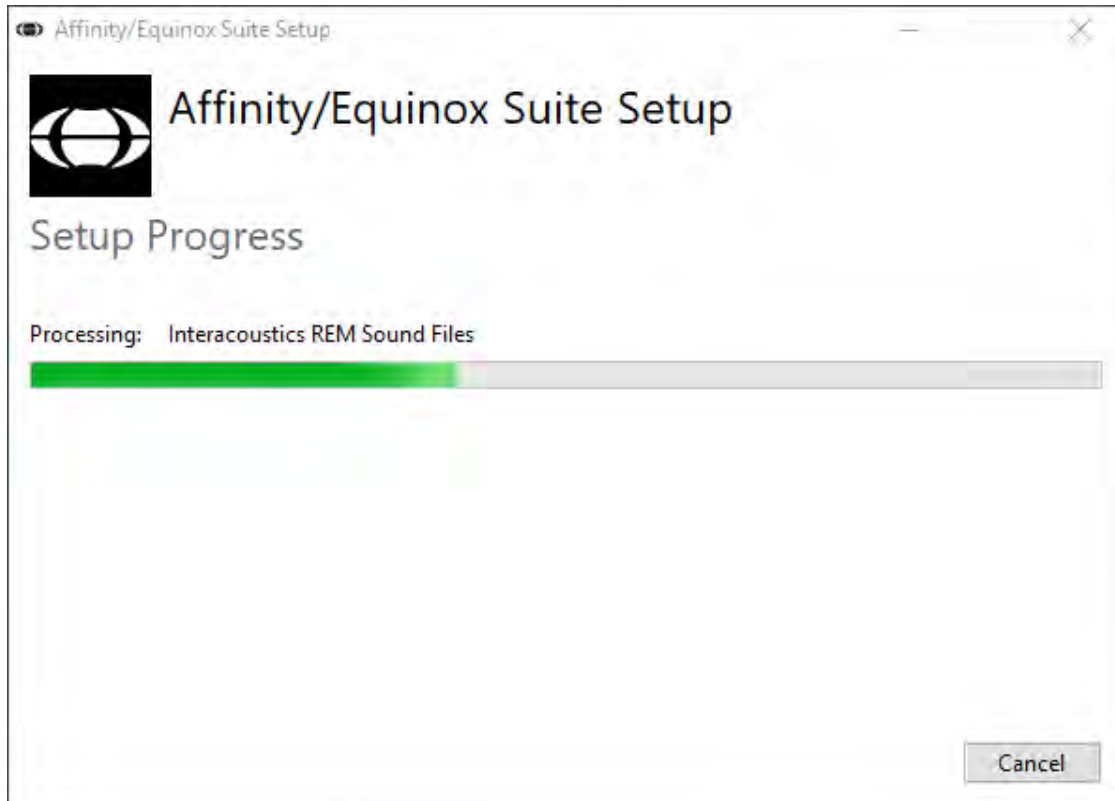 Affinity/Equinox Suite Setup
Affinity/Equinox Suite Setup
Setup Progress
Processing: Interacoustics REM Sound Files
Cancel